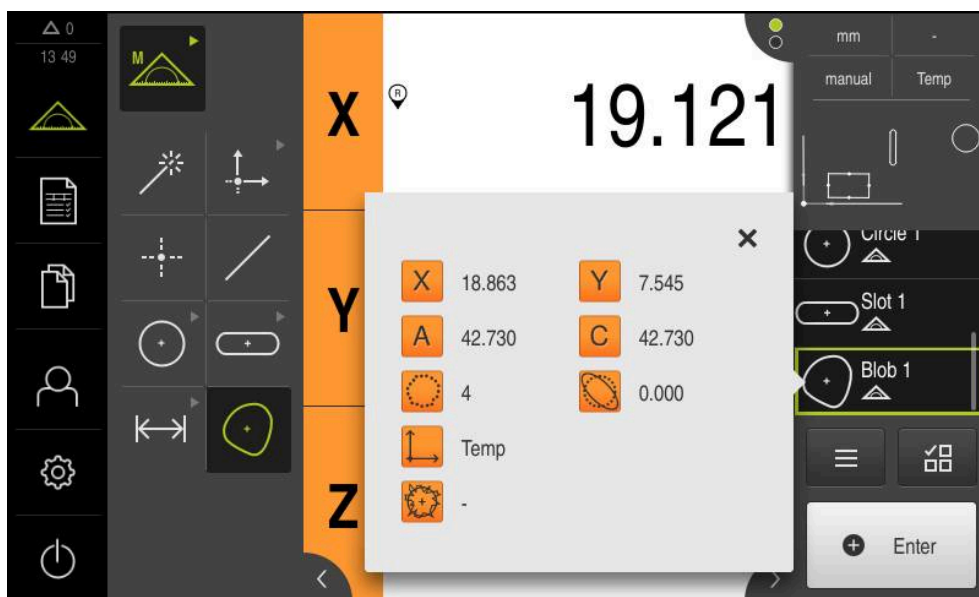 0
13 49
M
X
R
19.121
mm
-
manual
Temp
Circle 1
Slot 1
Blob 1
Y
Z
X 18.863
Y 7.545
A 42.730
C 42.730
4
0.000
Temp
-
Enter